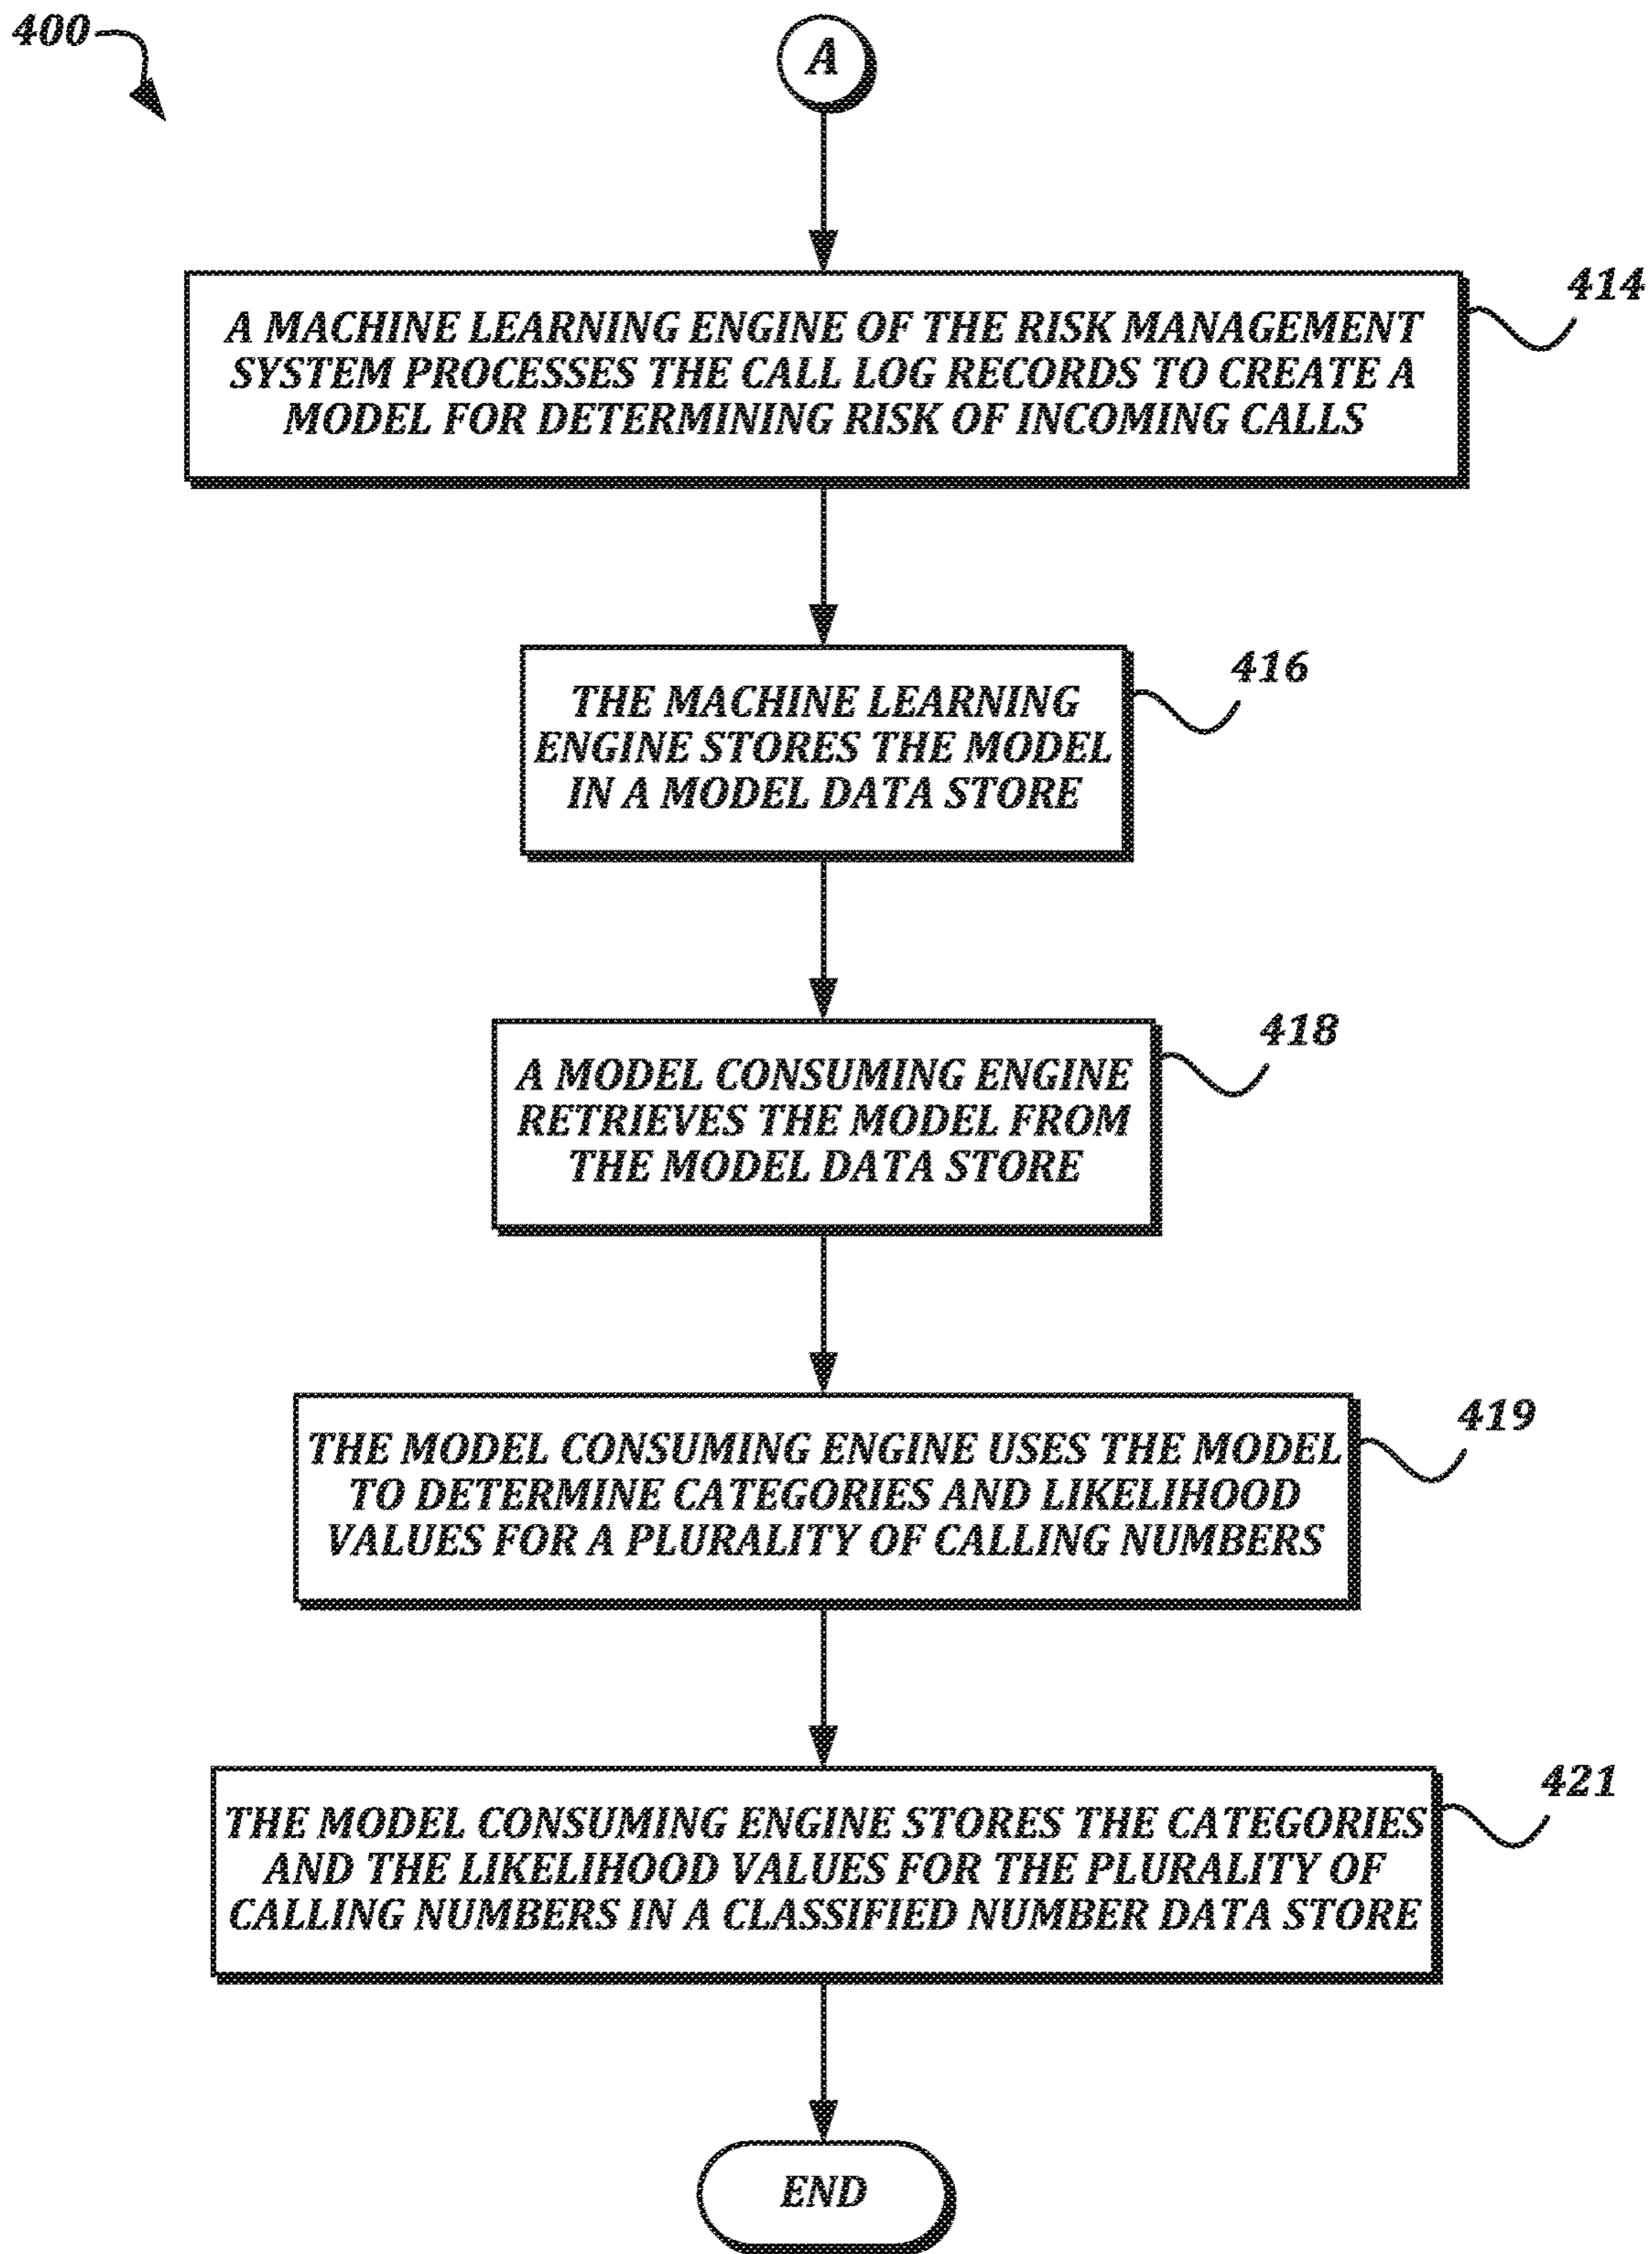 400
A
414
A MACHINE LEARNING ENGINE OF THE RISK MANAGEMENT
SYSTEM PROCESSES THE CALL LOG RECORDS TO CREATE A
MODEL FOR DETERMINING RISK OF INCOMING CALLS
416
THE MACHINE LEARNING
ENGINE STORES THE MODEL
IN A MODEL DATA STORE
418
A MODEL CONSUMING ENGINE
RETRIEVES THE MODEL FROM
THE MODEL DATA STORE
419
THE MODEL CONSUMING ENGINE USES THE MODEL
TO DETERMINE CATEGORIES AND LIKELIHOOD
VALUES FOR A PLURALITY OF CALLING NUMBERS
421
THE MODEL CONSUMING ENGINE STORES THE CATEGORIES
AND THE LIKELIHOOD VALUES FOR THE PLURALITY OF
CALLING NUMBERS IN A CLASSIFIED NUMBER DATA STORE
END